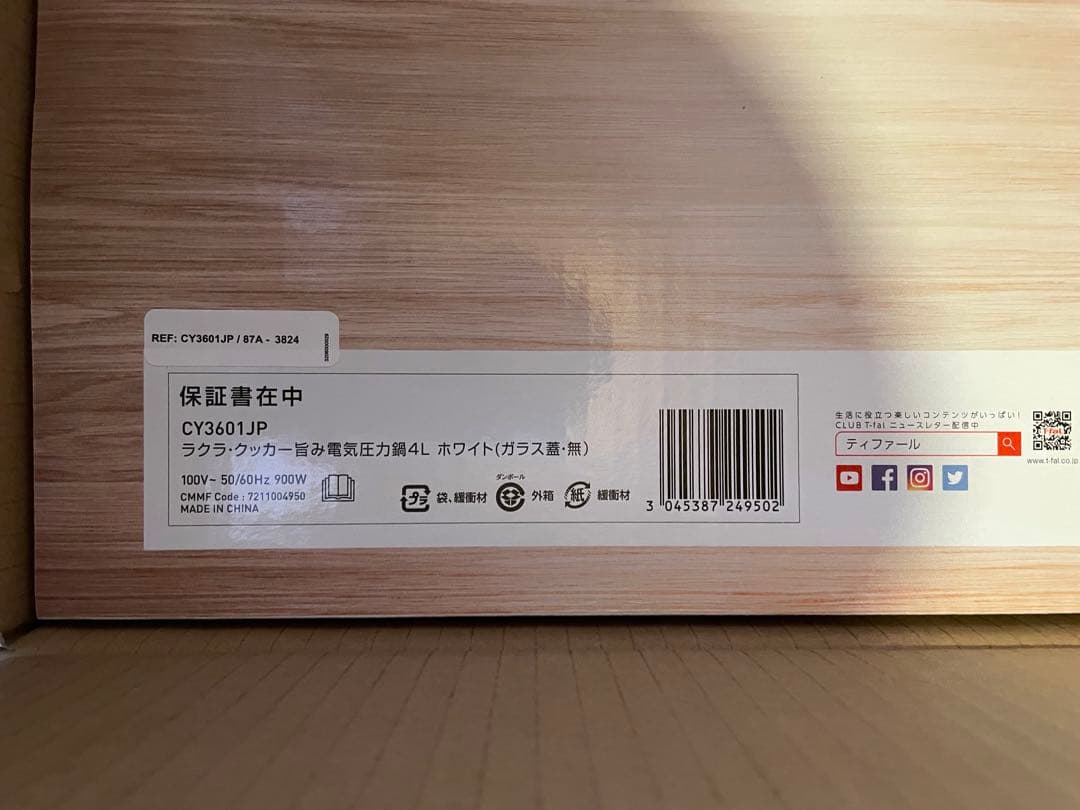 REF: CY3601JP / 87A - 3824
保証書在中
CY3601JP
ラクラ・クッカー旨み電気圧力鍋4L ホワイト(ガラス蓋・無)
100V~ 50/60Hz 900W
CMMF Code : 7211004950
MADE IN CHINA
プラ
袋、緩衝材
ダンボール
外箱
紙
緩衝材
3 045387 249502
生活に役立つ楽しいコンテンツがいっぱい!
CLUB T-fal ニュースレター配信中
ティファール
T-fal
www.t-fal.co.jp